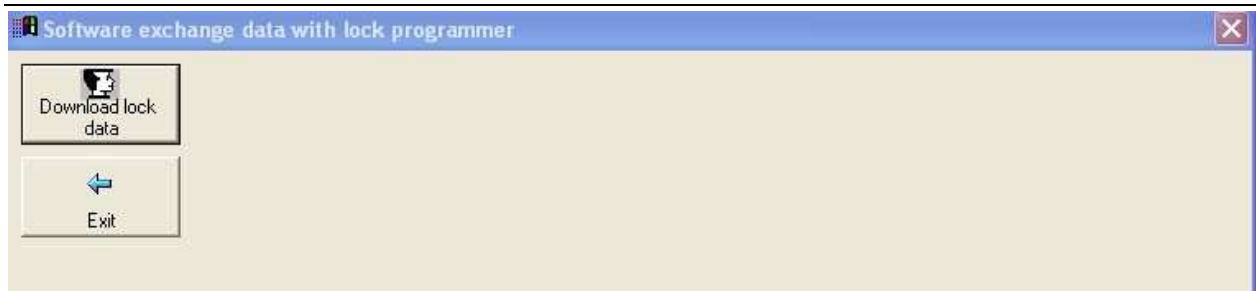 Software exchange data with lock programmer
Download lock
data
Exit